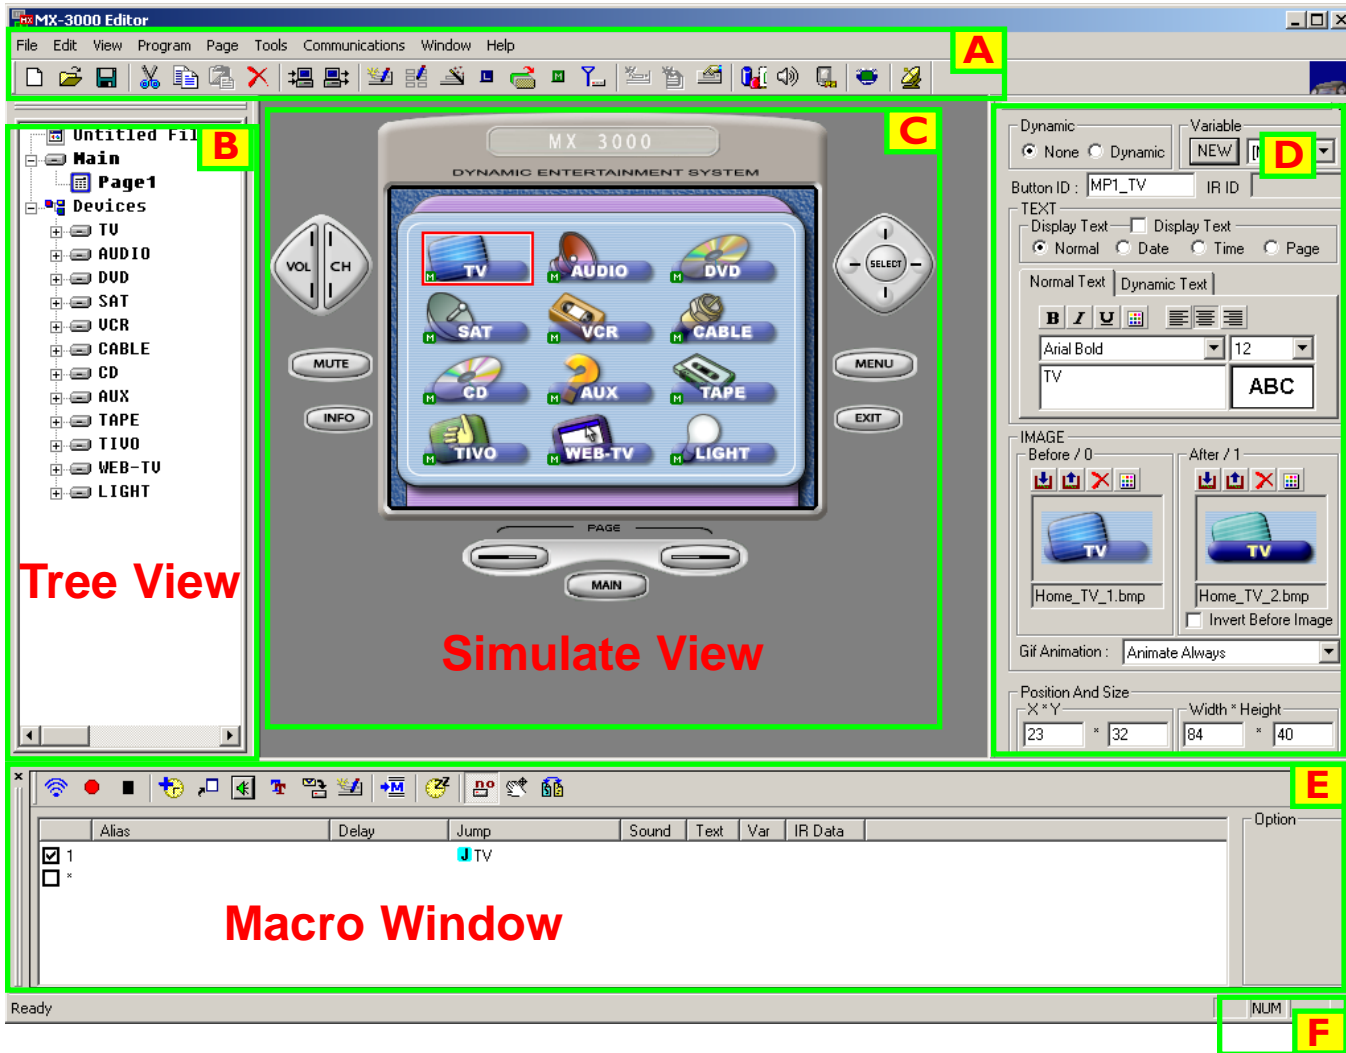 MX-3000 Editor
File Edit View Program Page Tools Communications Window Help
A
B
Untitled Fil
Main
Page1
Devices
TV
AUDIO
DVD
SAT
VCR
CABLE
CD
AUX
TAPE
TIVO
WEB-TV
LIGHT
Tree View
C
MX 3000
DYNAMIC ENTERTAINMENT SYSTEM
VOL CH
SELECT
TV AUDIO DVD
SAT VCR CABLE
CD AUX TAPE
TIVO WEB-TV LIGHT
M M M
M M M
M M M
M M M
MUTE
INFO
MENU
EXIT
PAGE
MAIN
Simulate View
D
Dynamic
None Dynamic
Variable
NEW
Button ID : MP1_TV IR ID
TEXT
Display Text Display Text
Normal Date Time Page
Normal Text Dynamic Text
B I U
Arial Bold 12
TV
ABC
IMAGE
Before / 0 After / 1
TV TV
Home_TV_1.bmp Home_TV_2.bmp
Invert Before Image
Gif Animation : Animate Always
Position And Size
X * Y Width * Height
23 * 32 84 * 40
E
Alias Delay Jump Sound Text Var IR Data
1 J TV
*
Option
Macro Window
Ready
NUM
F